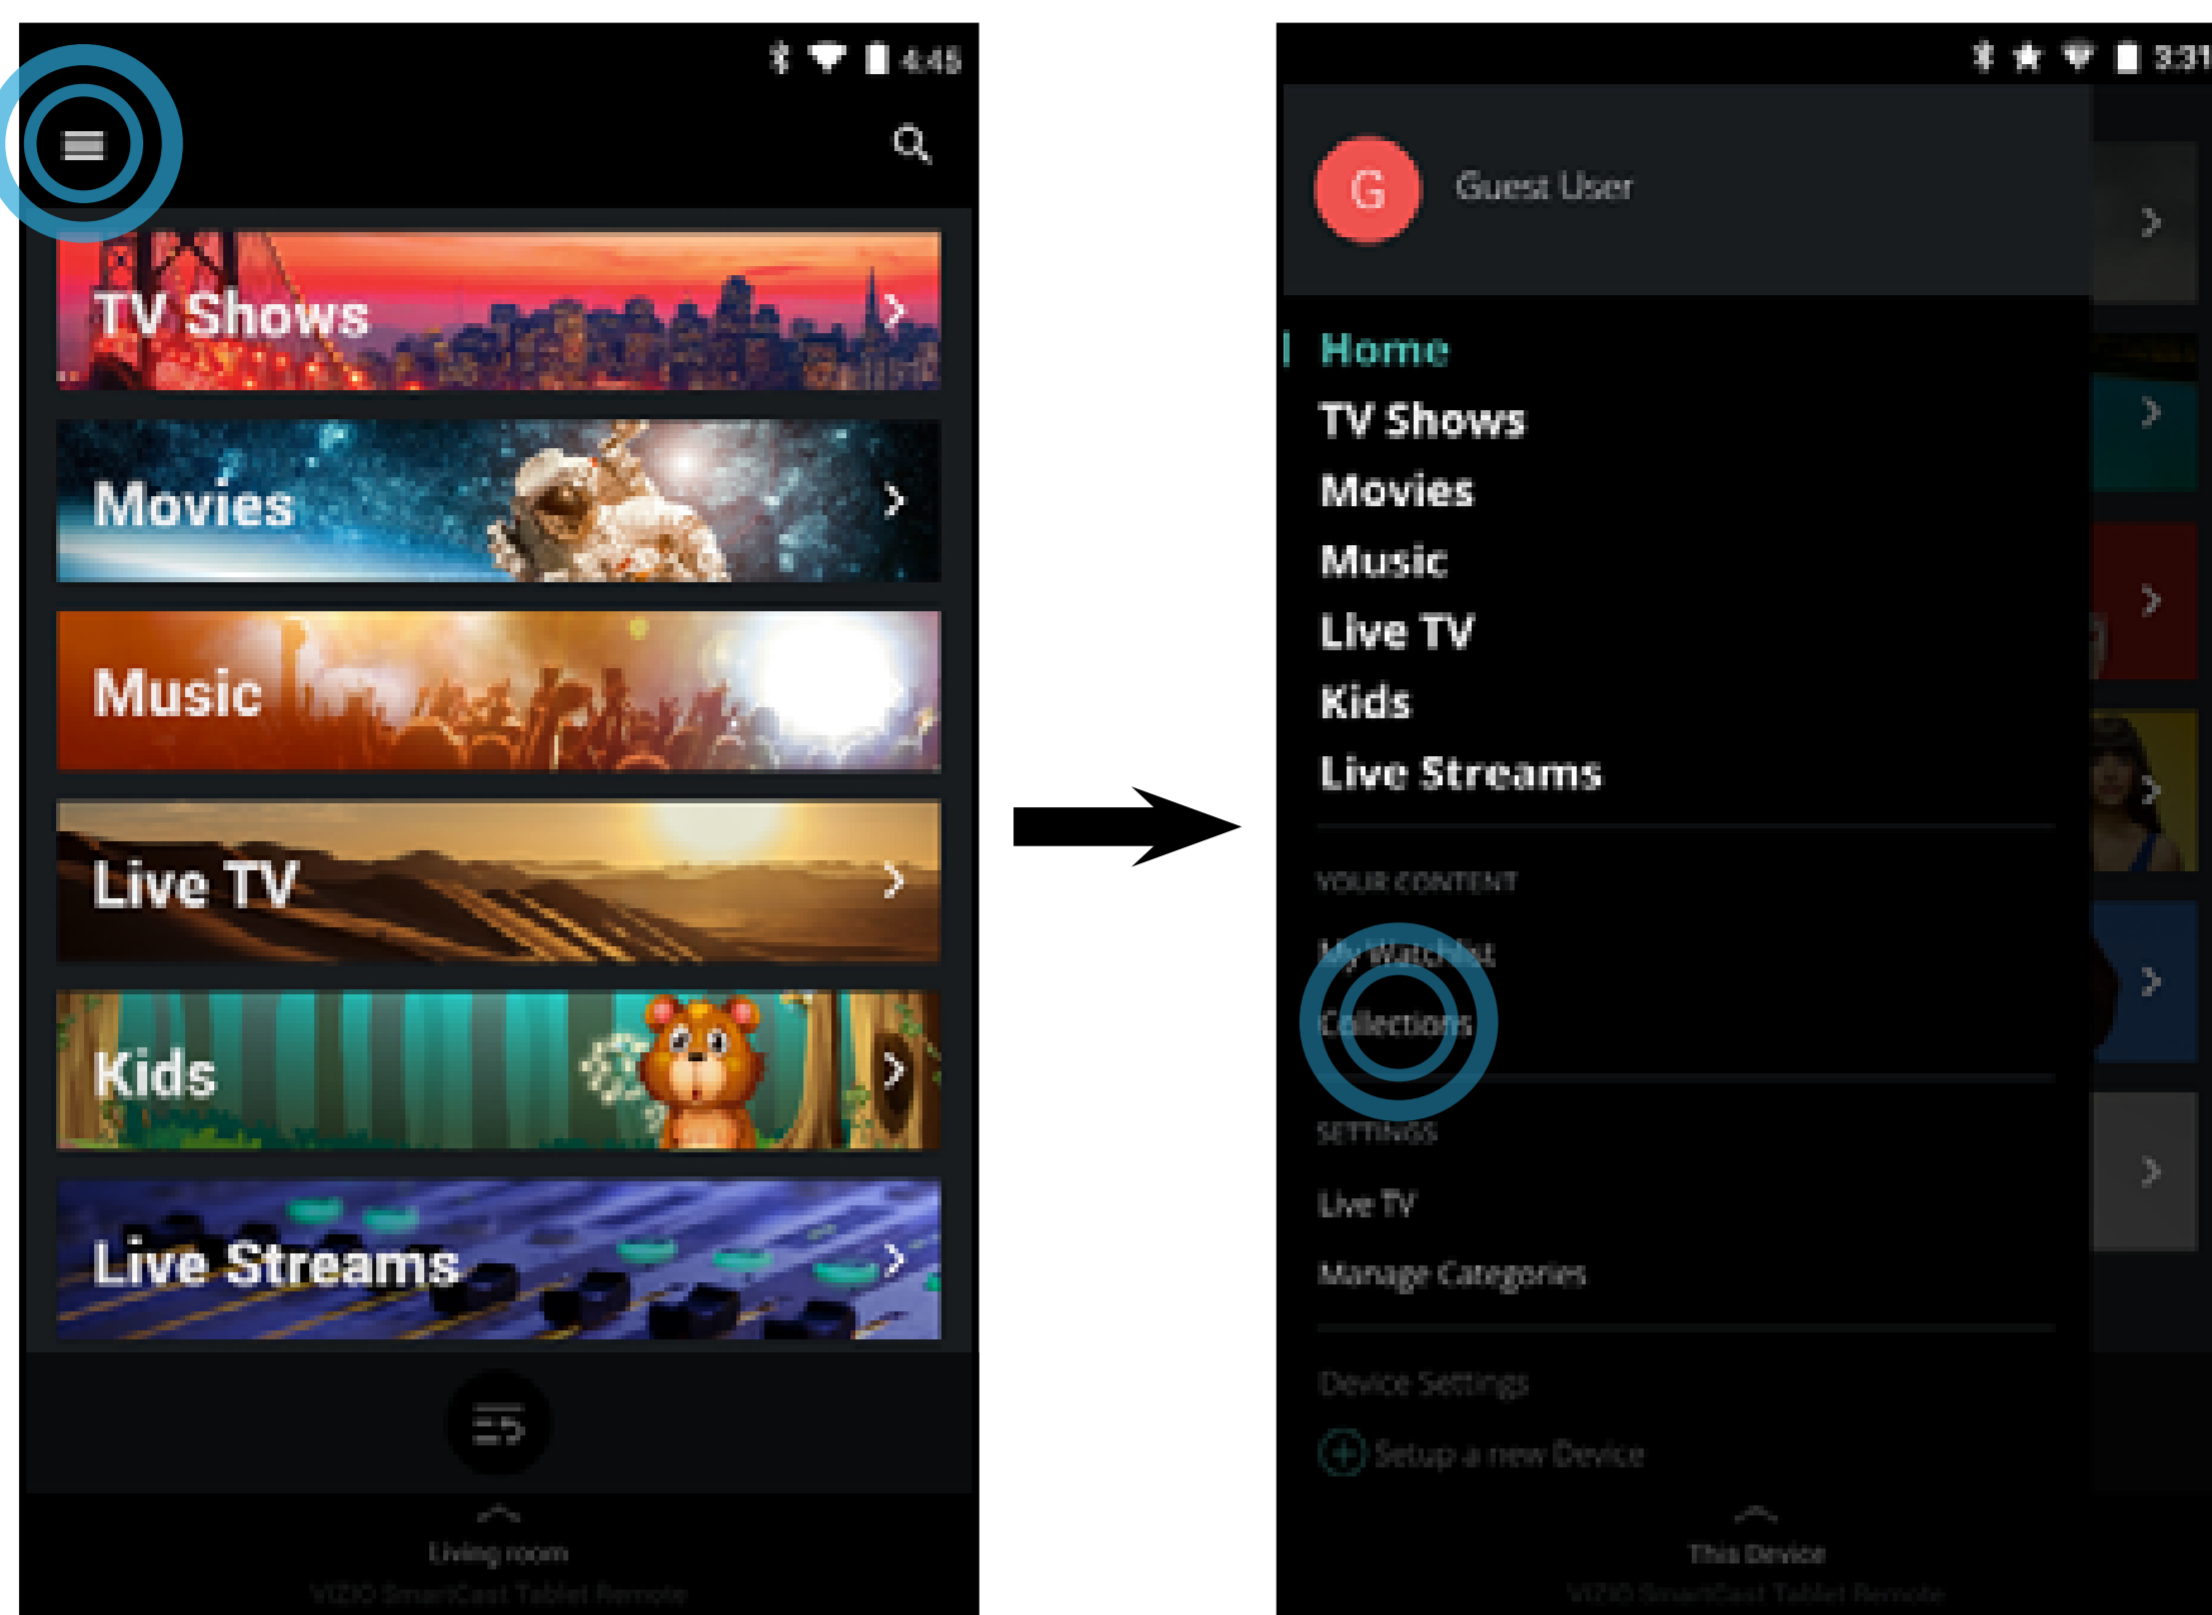 4:45
TV Shows
Movies
Music
Live TV
Kids
Live Streams
Living room
VIZIO SmartCast Tablet Remote
3:31
G
Guest User
Home
TV Shows
Movies
Music
Live TV
Kids
Live Streams
YOUR CONTENT
My Watchlist
Collections
SETTINGS
Live TV
Manage Categories
Device Settings
Setup a new Device
This Device
VIZIO SmartCast Tablet Remote